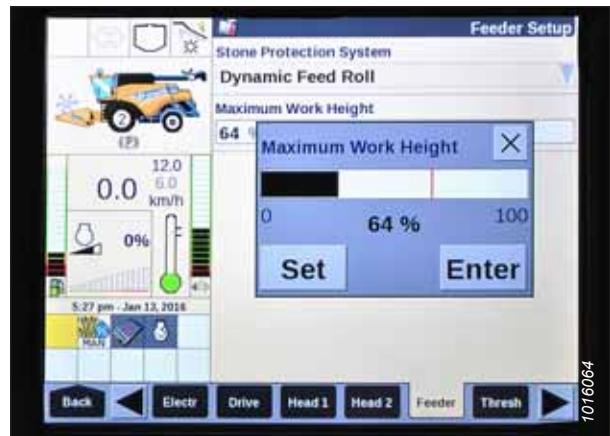 Feeder Setup
Stone Protection System
Dynamic Feed Roll
Maximum Work Height
64 %
Maximum Work Height
0
64 %
100
Set
Enter
2
(P)
12.0
6.0
0.0
km/h
0%
5:27 pm - Jan 13, 2016
MAN
Back
Electr
Drive
Head 1
Head 2
Feeder
Thresh
1016064